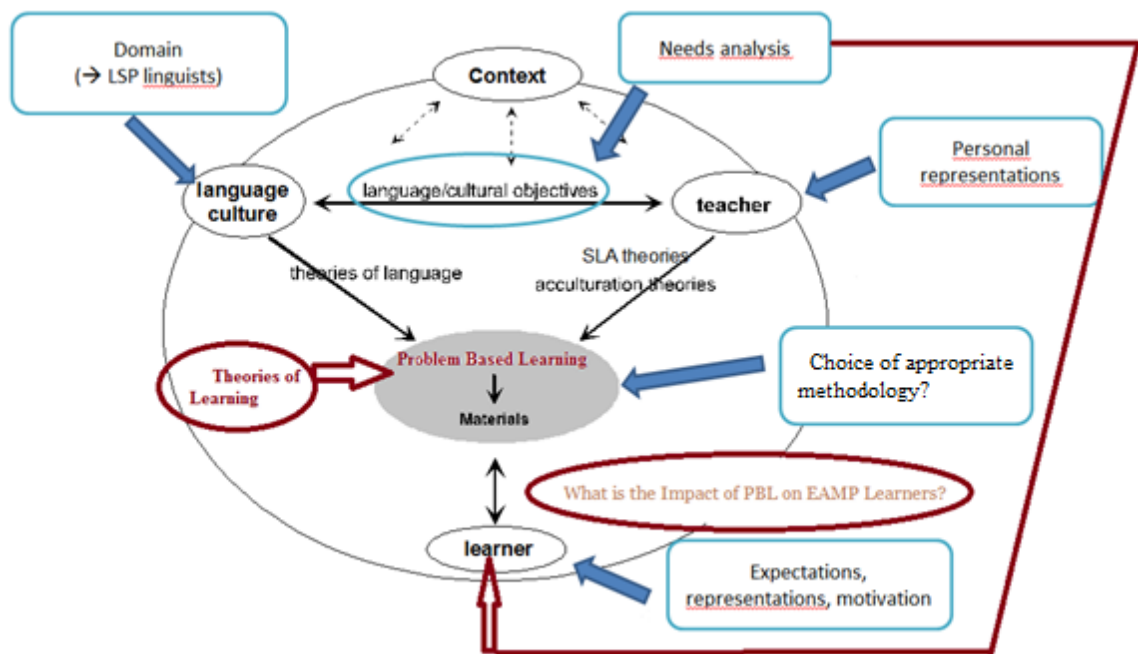 Domain
(→ LSP linguists)
Needs analysis
Context
Personal
representations
language
culture
language/cultural objectives
teacher
theories of language
SLA theories
acculturation theories
Theories of
Learning
Problem Based Learning
Materials
Choice of appropriate
methodology?
What is the Impact of PBL on EAMP Learners?
learner
Expectations,
representations, motivation